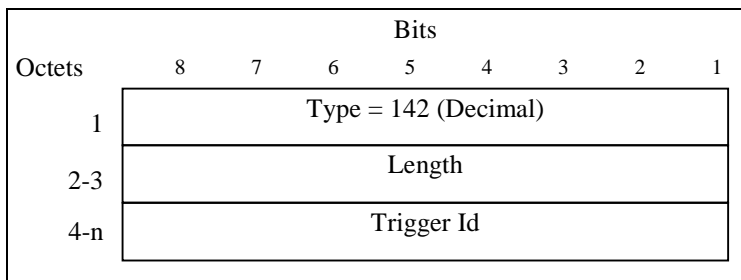 Bits
Octets 8 7 6 5 4 3 2 1
1 Type = 142 (Decimal)
2-3 Length
4-n Trigger Id